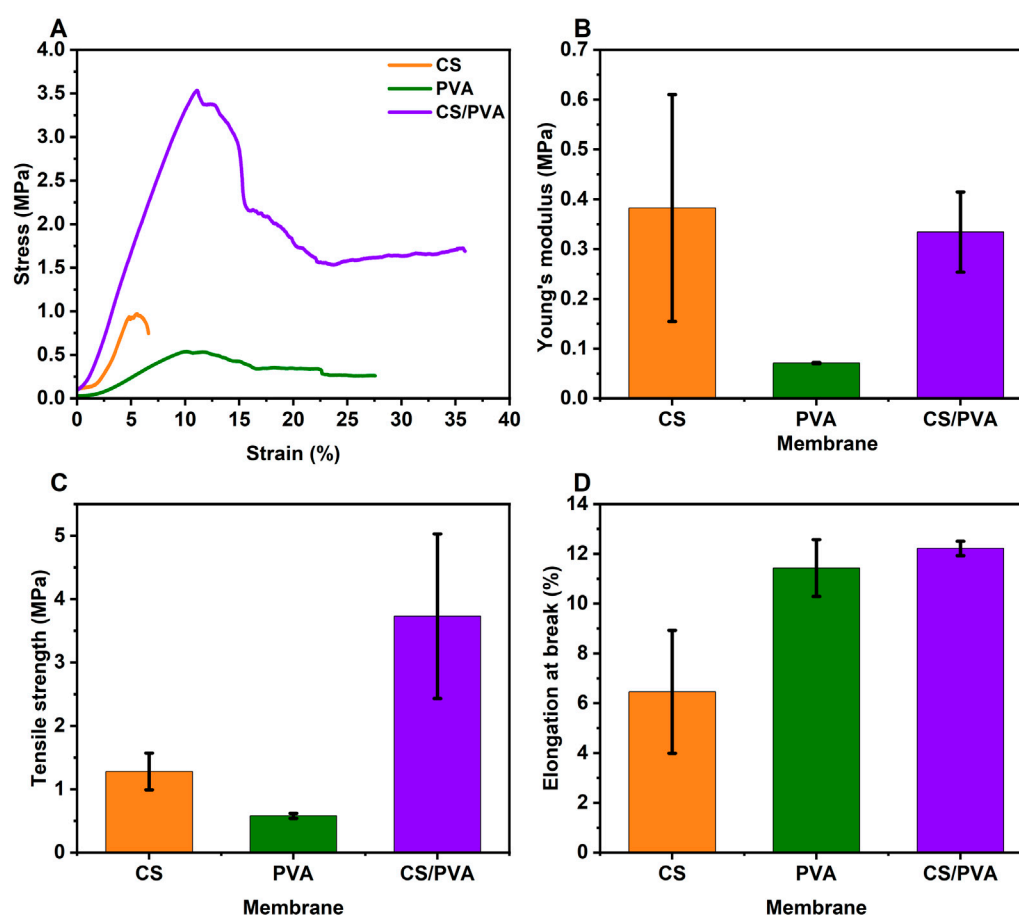 A
CS
PVA
CS/PVA
Stress (MPa)
4.0
3.5
3.0
2.5
2.0
1.5
1.0
0.5
0.0
0 5 10 15 20 25 30 35 40
Strain (%)
B
Young's modulus (MPa)
0.7
0.6
0.5
0.4
0.3
0.2
0.1
0.0
CS PVA CS/PVA
Membrane
C
Tensile strength (MPa)
5
4
3
2
1
0
CS PVA CS/PVA
Membrane
D
Elongation at break (%)
14
12
10
8
6
4
2
0
CS PVA CS/PVA
Membrane